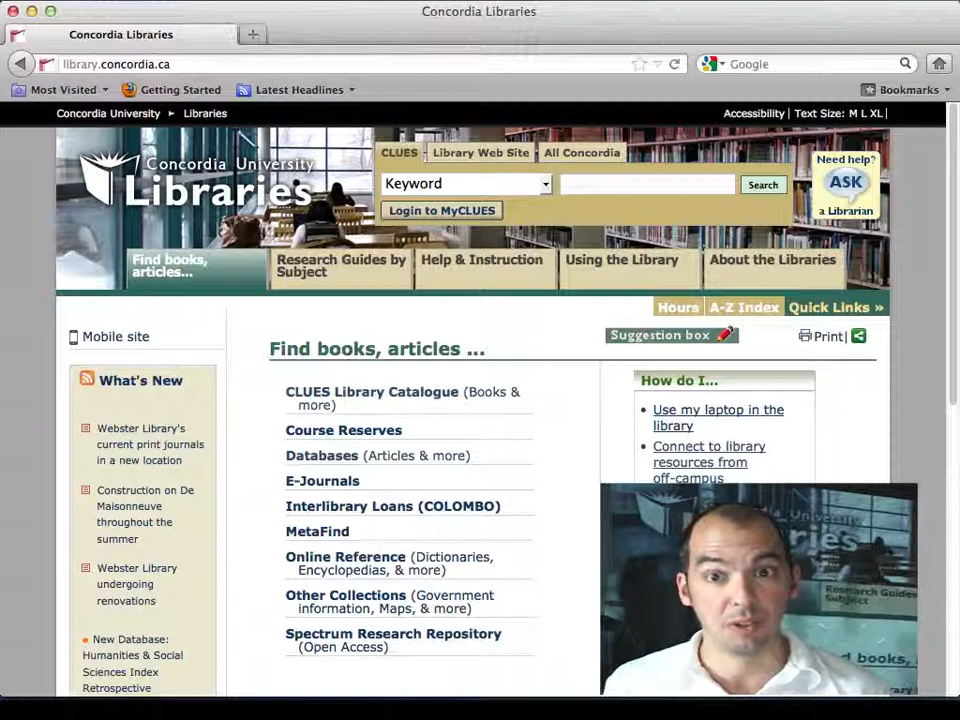 Concordia Libraries
Concordia Libraries
library.concordia.ca
Google
Most Visited
Getting Started
Latest Headlines
Bookmarks
Concordia University ► Libraries
Accessibility | Text Size: M L XL |
Concordia University
Libraries
CLUES
Library Web Site
All Concordia
Keyword
Search
Login to MyCLUES
Need help?
ASK
a Librarian
Find books,
articles...
Research Guides by
Subject
Help & Instruction
Using the Library
About the Libraries
Hours
A-Z Index
Quick Links »
Mobile site
Suggestion box
Print|
What's New
Webster Library's
current print journals
in a new location
Construction on De
Maisonneuve
throughout the
summer
Webster Library
undergoing
renovations
New Database:
Humanities & Social
Sciences Index
Retrospective
Find books, articles ...
CLUES Library Catalogue (Books &
more)
Course Reserves
Databases (Articles & more)
E-Journals
Interlibrary Loans (COLOMBO)
MetaFind
Online Reference (Dictionaries,
Encyclopedias, & more)
Other Collections (Government
information, Maps, & more)
Spectrum Research Repository
(Open Access)
How do I...
Use my laptop in the
library
Connect to library
resources from
off-campus
Concordia University
Research Guides
Subject